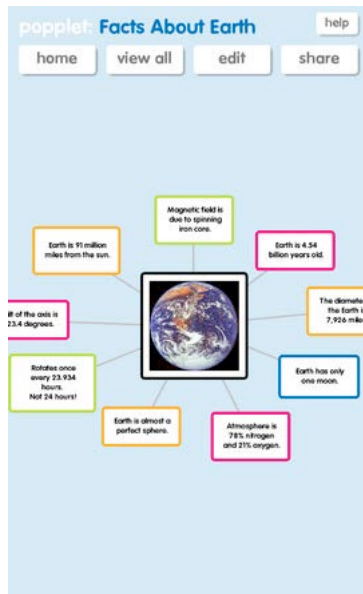 popplet: Facts About Earth
help
home
view all
edit
share
Magnetic field is
due to spinning
iron core.
Earth is 91 million
miles from the sun.
Earth is 4.54
billion years old.
of the axis is
23.4 degrees.
The diamete
the Earth i
7,926 mile
Rotates once
every 23.934
hours.
Not 24 hours!
Earth has only
one moon.
Earth is almost a
perfect sphere.
Atmosphere is
78% nitrogen
and 21% oxygen.